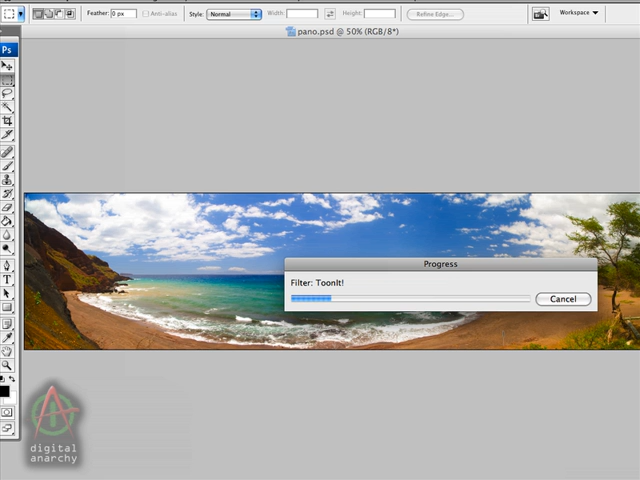 Feather: 0 px
Anti-alias
Style: Normal
Width:
Height:
Refine Edge...
Workspace
pano.psd @ 50% (RGB/8*)
Ps
Progress
Filter: ToonIt!
Cancel
T
digital
anarchy